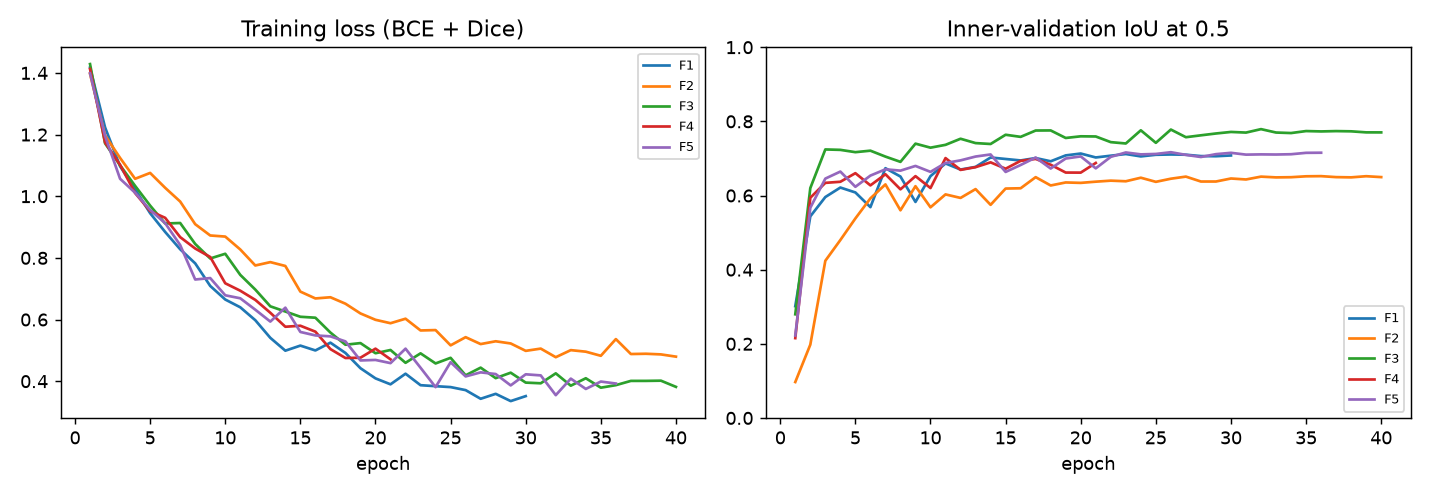 Training loss (BCE + Dice)
1.4
1.2
1.0
0.8
0.6
0.4
0 5 10 15 20 25 30 35 40
epoch
F1
F2
F3
F4
F5
Inner-validation IoU at 0.5
1.0
0.8
0.6
0.4
0.2
0.0
0 5 10 15 20 25 30 35 40
epoch
F1
F2
F3
F4
F5